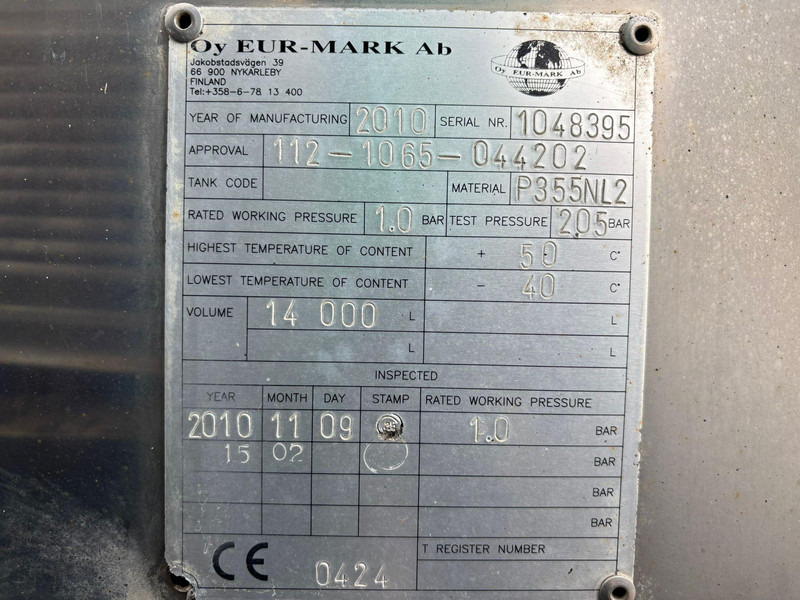 Oy EUR-MARK Ab
Jakobstadsvägen 39
66 900 NYKARLEBY
FINLAND
Tel:+358-6-78 13 400
Oy EUR-MARK Ab
YEAR OF MANUFACTURING 2010 SERIAL NR. 1048395
APPROVAL 112-1065-044202
TANK CODE MATERIAL P355NL2
RATED WORKING PRESSURE 1.0 BAR TEST PRESSURE 2.05 BAR
HIGHEST TEMPERATURE OF CONTENT + 50 C°
LOWEST TEMPERATURE OF CONTENT - 40 C°
VOLUME 14 000 L L
L L
INSPECTED
YEAR MONTH DAY STAMP RATED WORKING PRESSURE
2010 11 09 1.0 BAR
15 02 BAR
BAR
BAR
CE 0424 T REGISTER NUMBER